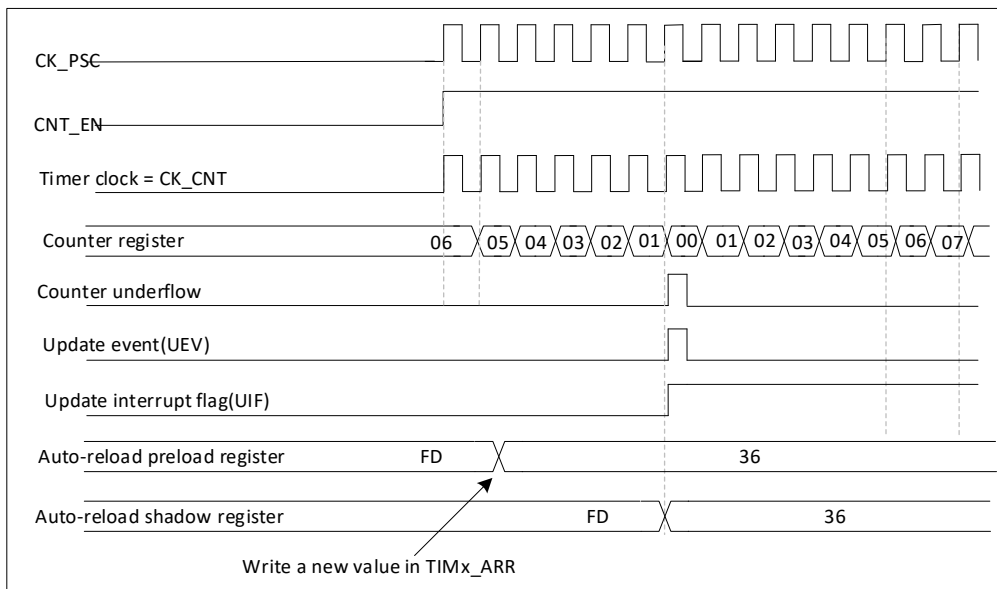 CK_PSC
CNT_EN
Timer clock = CK_CNT
Counter register 06 05 04 03 02 01 00 01 02 03 04 05 06 07
Counter underflow
Update event(UEV)
Update interrupt flag(UIF)
Auto-reload preload register FD 36
Auto-reload shadow register FD 36
Write a new value in TIMx_ARR